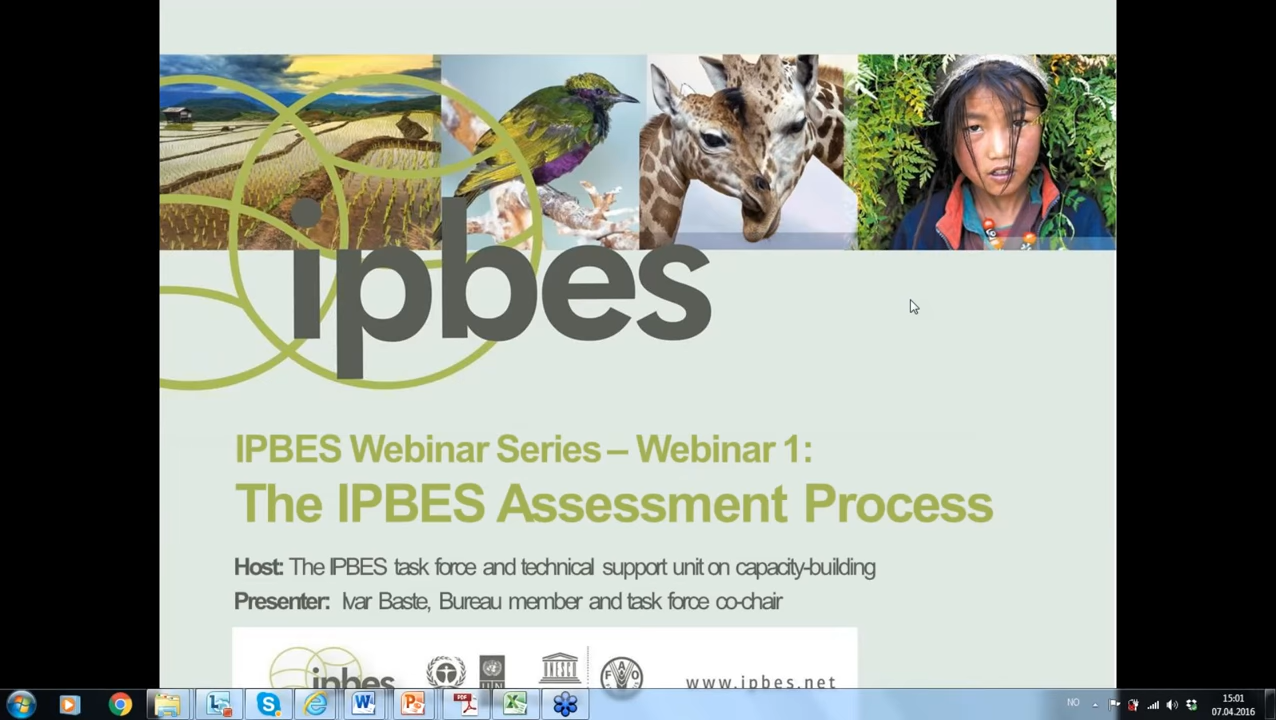 ipbes
IPBES Webinar Series – Webinar 1:
The IPBES Assessment Process
Host: The IPBES task force and technical support unit on capacity-building
Presenter: Ivar Baste, Bureau member and task force co-chair
ipbes
UNESCO
FAO
www.ipbes.net
NO
15:01
07.04.2016